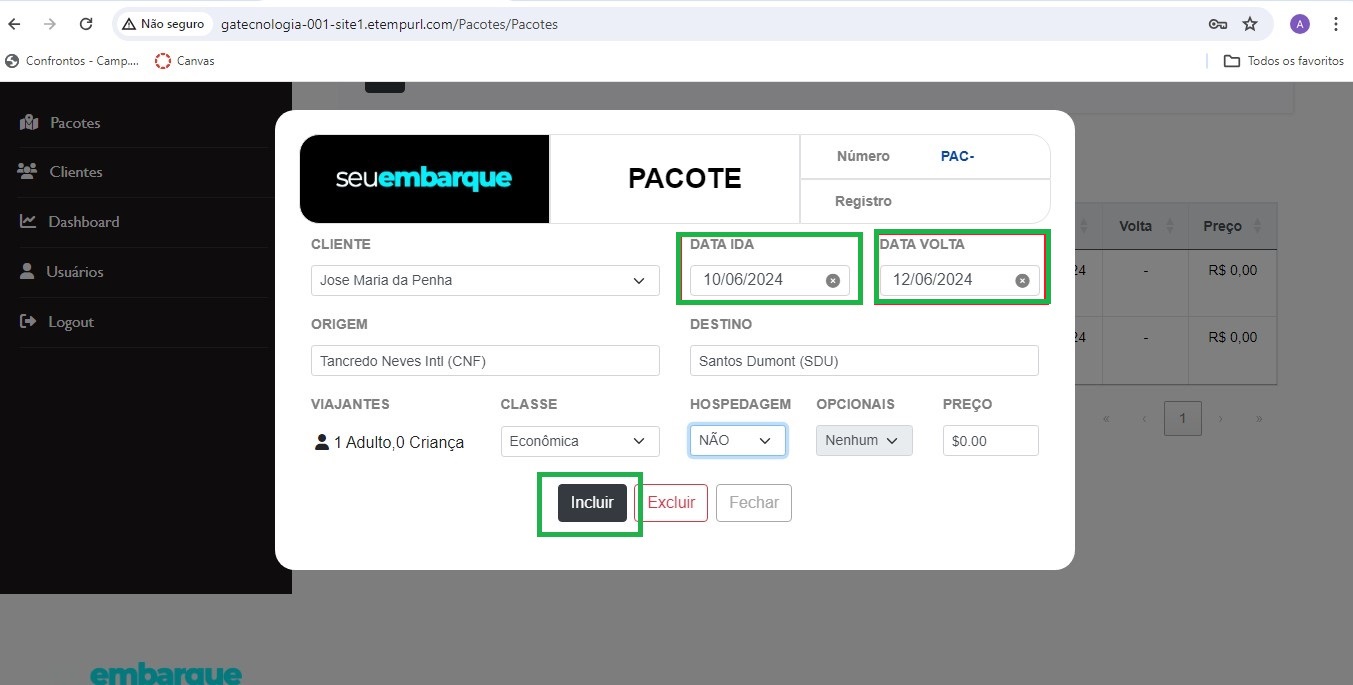 Não seguro gatecnologia-001-site1.etempurl.com/Pacotes/Pacotes A
Confrontos - Camp.... Canvas Todos os favoritos
Pacotes
Clientes
Dashboard
Usuários
Logout
seuembarque
PACOTE
Número PAC-
Registro
CLIENTE DATA IDA DATA VOLTA
Jose Maria da Penha 10/06/2024 12/06/2024
ORIGEM DESTINO
Tancredo Neves Intl (CNF) Santos Dumont (SDU)
VIAJANTES CLASSE HOSPEDAGEM OPCIONAIS PREÇO
1 Adulto,0 Criança Econômica NÃO Nenhum $0.00
Incluir Excluir Fechar
Volta Preço
24 - R$ 0,00
24 - R$ 0,00
« ‹ 1 › »
embarque